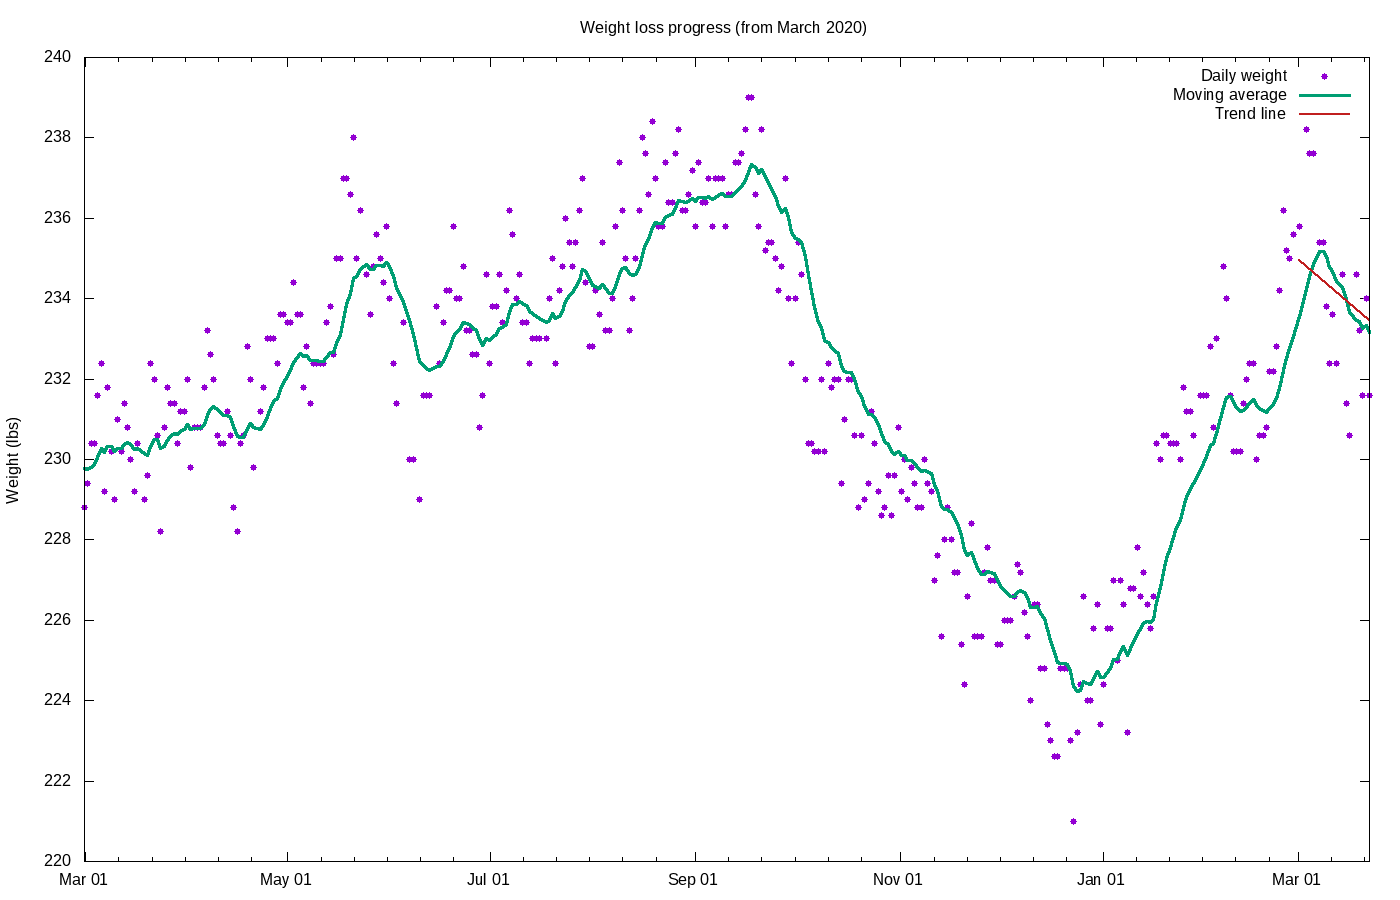 Weight loss progress (from March 2020)
Daily weight
Moving average
Trend line
Weight (lbs)
240
238
236
234
232
230
228
226
224
222
220
Mar 01 May 01 Jul 01 Sep 01 Nov 01 Jan 01 Mar 01